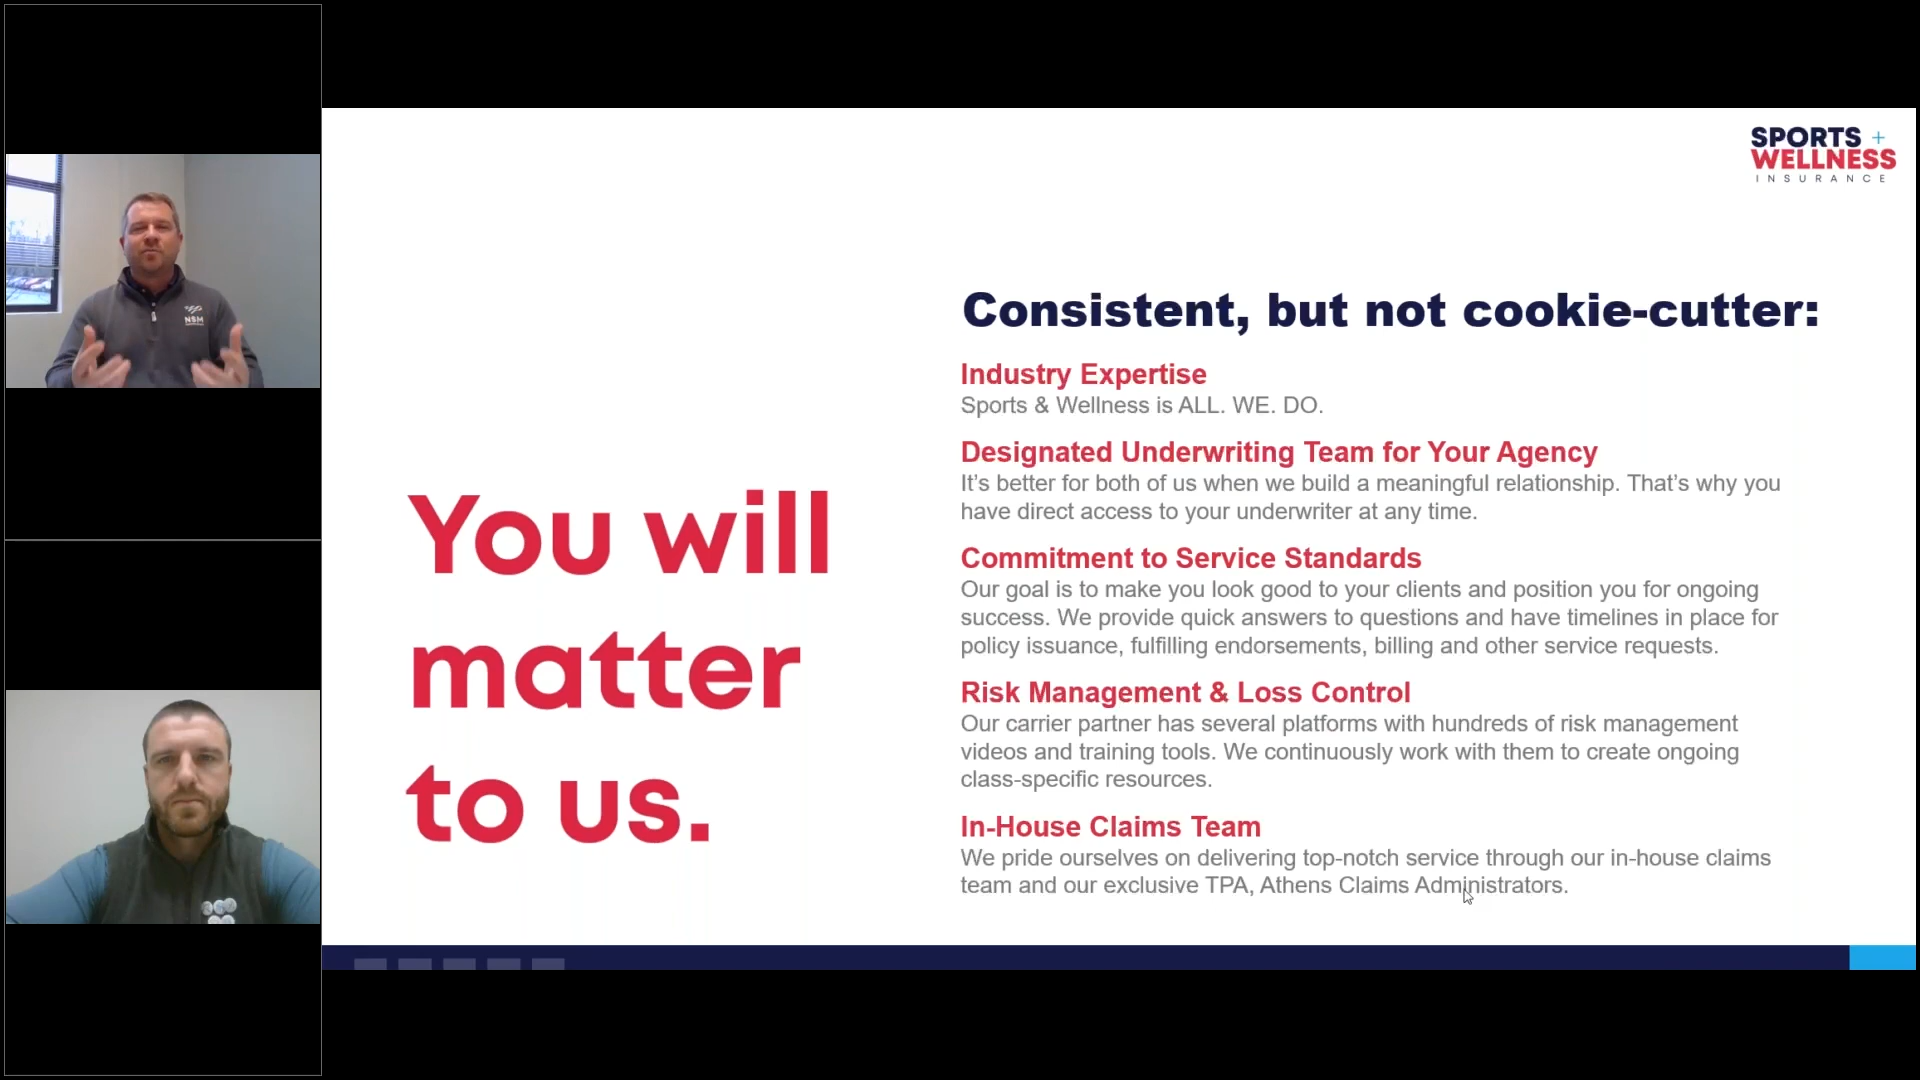 NSM
SPORTS +
WELLNESS
INSURANCE
You will
matter
to us.
Consistent, but not cookie-cutter:
Industry Expertise
Sports & Wellness is ALL. WE. DO.
Designated Underwriting Team for Your Agency
It’s better for both of us when we build a meaningful relationship. That’s why you
have direct access to your underwriter at any time.
Commitment to Service Standards
Our goal is to make you look good to your clients and position you for ongoing
success. We provide quick answers to questions and have timelines in place for
policy issuance, fulfilling endorsements, billing and other service requests.
Risk Management & Loss Control
Our carrier partner has several platforms with hundreds of risk management
videos and training tools. We continuously work with them to create ongoing
class-specific resources.
In-House Claims Team
We pride ourselves on delivering top-notch service through our in-house claims
team and our exclusive TPA, Athens Claims Administrators.